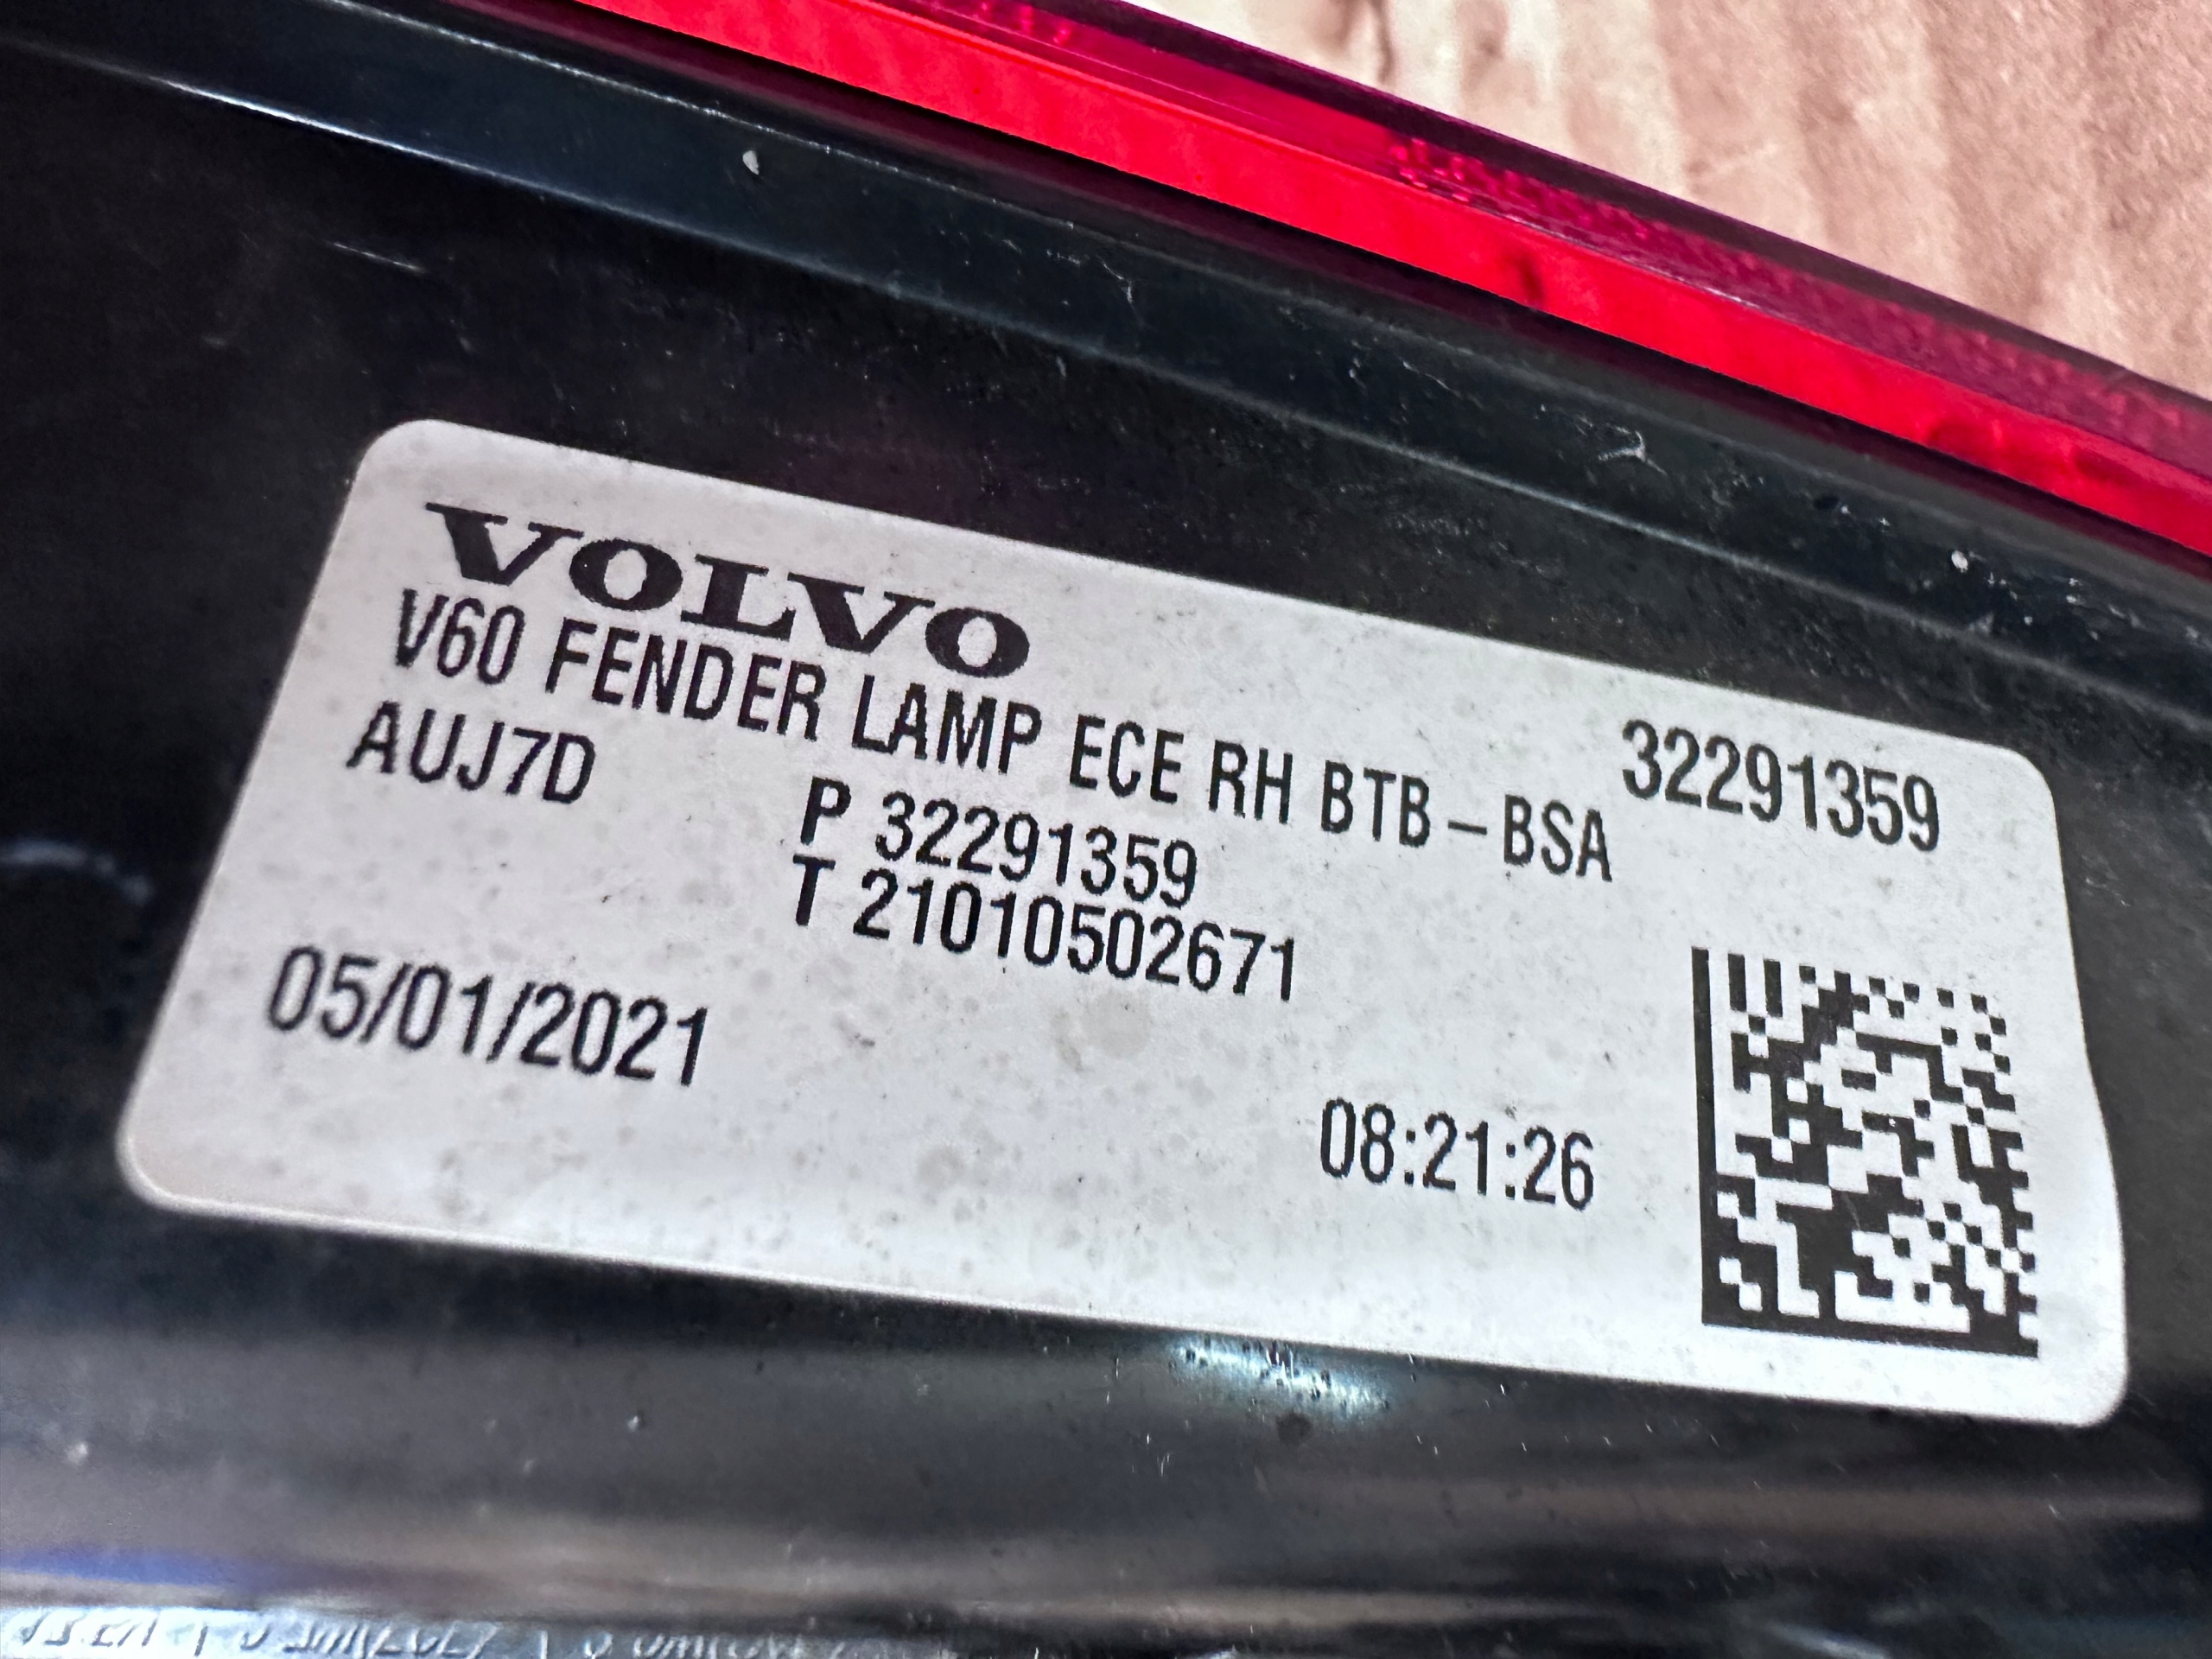 VOLVO
V60 FENDER LAMP ECE RH BTB-BSA
32291359
AUJ7D
P 32291359
T 21010502671
05/01/2021
08:21:26